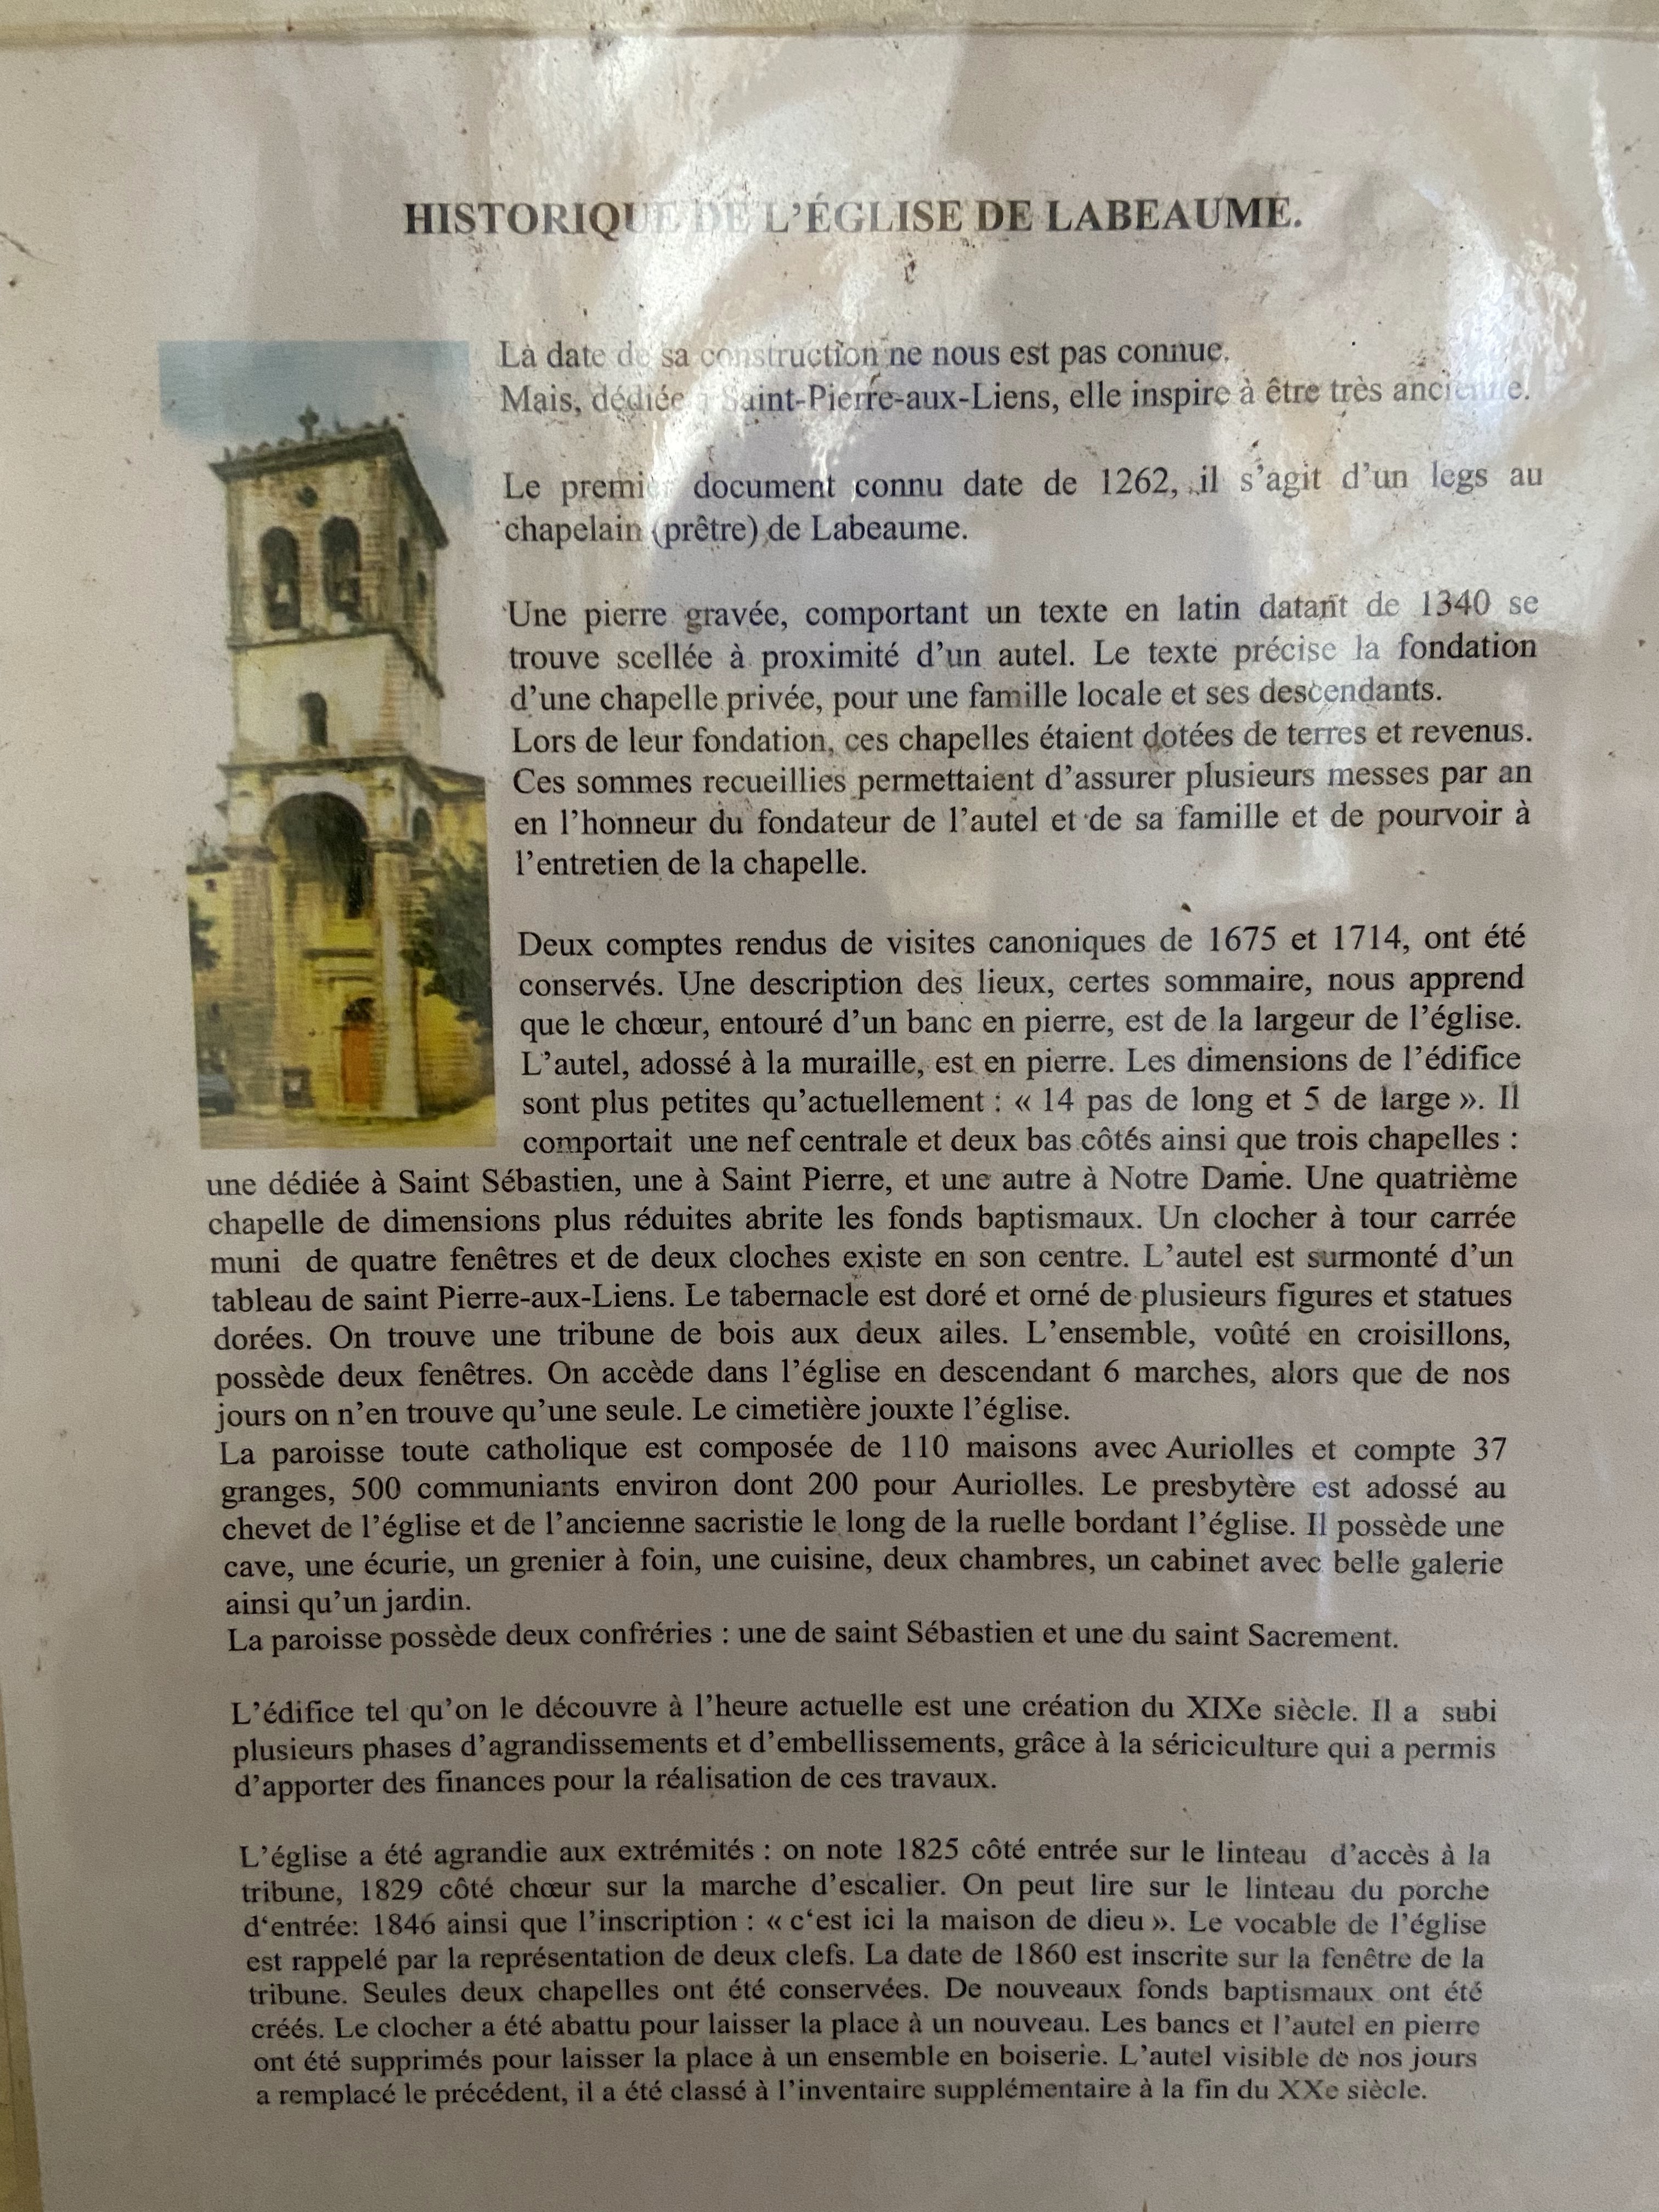 HISTORIQUE DE L'ÉGLISE DE LABEAUME.
La date de sa construction ne nous est pas connue.
Mais, dédiée à Saint-Pierre-aux-Liens, elle inspire à être très ancienne.
Le premier document connu date de 1262, il s'agit d'un legs au
chapelain (prêtre) de Labeaume.
Une pierre gravée, comportant un texte en latin datant de 1340 se
trouve scellée à proximité d'un autel. Le texte précise la fondation
d'une chapelle privée, pour une famille locale et ses descendants.
Lors de leur fondation, ces chapelles étaient dotées de terres et revenus.
Ces sommes recueillies permettaient d'assurer plusieurs messes par an
en l'honneur du fondateur de l'autel et de sa famille et de pourvoir à
l'entretien de la chapelle.
Deux comptes rendus de visites canoniques de 1675 et 1714, ont été
conservés. Une description des lieux, certes sommaire, nous apprend
que le chœur, entouré d'un banc en pierre, est de la largeur de l'église.
L'autel, adossé à la muraille, est en pierre. Les dimensions de l'édifice
sont plus petites qu'actuellement : « 14 pas de long et 5 de large ». Il
comportait une nef centrale et deux bas côtés ainsi que trois chapelles :
une dédiée à Saint Sébastien, une à Saint Pierre, et une autre à Notre Dame. Une quatrième
chapelle de dimensions plus réduites abrite les fonds baptismaux. Un clocher à tour carrée
muni de quatre fenêtres et de deux cloches existe en son centre. L'autel est surmonté d'un
tableau de saint Pierre-aux-Liens. Le tabernacle est doré et orné de plusieurs figures et statues
dorées. On trouve une tribune de bois aux deux ailes. L'ensemble, voûté en croisillons,
possède deux fenêtres. On accède dans l'église en descendant 6 marches, alors que de nos
jours on n'en trouve qu'une seule. Le cimetière jouxte l'église.
La paroisse toute catholique est composée de 110 maisons avec Auriolles et compte 37
granges, 500 communiants environ dont 200 pour Auriolles. Le presbytère est adossé au
chevet de l'église et de l'ancienne sacristie le long de la ruelle bordant l'église. Il possède une
cave, une écurie, un grenier à foin, une cuisine, deux chambres, un cabinet avec belle galerie
ainsi qu'un jardin.
La paroisse possède deux confréries : une de saint Sébastien et une du saint Sacrement.
L'édifice tel qu'on le découvre à l'heure actuelle est une création du XIXe siècle. Il a subi
plusieurs phases d'agrandissements et d'embellissements, grâce à la sériciculture qui a permis
d'apporter des finances pour la réalisation de ces travaux.
L'église a été agrandie aux extrémités : on note 1825 côté entrée sur le linteau d'accès à la
tribune, 1829 côté chœur sur la marche d'escalier. On peut lire sur le linteau du porche
d‘entrée: 1846 ainsi que l'inscription : « c‘est ici la maison de dieu ». Le vocable de l'église
est rappelé par la représentation de deux clefs. La date de 1860 est inscrite sur la fenêtre de la
tribune. Seules deux chapelles ont été conservées. De nouveaux fonds baptismaux ont été
créés. Le clocher a été abattu pour laisser la place à un nouveau. Les bancs et l'autel en pierre
ont été supprimés pour laisser la place à un ensemble en boiserie. L'autel visible de nos jours
a remplacé le précédent, il a été classé à l'inventaire supplémentaire à la fin du XXe siècle.